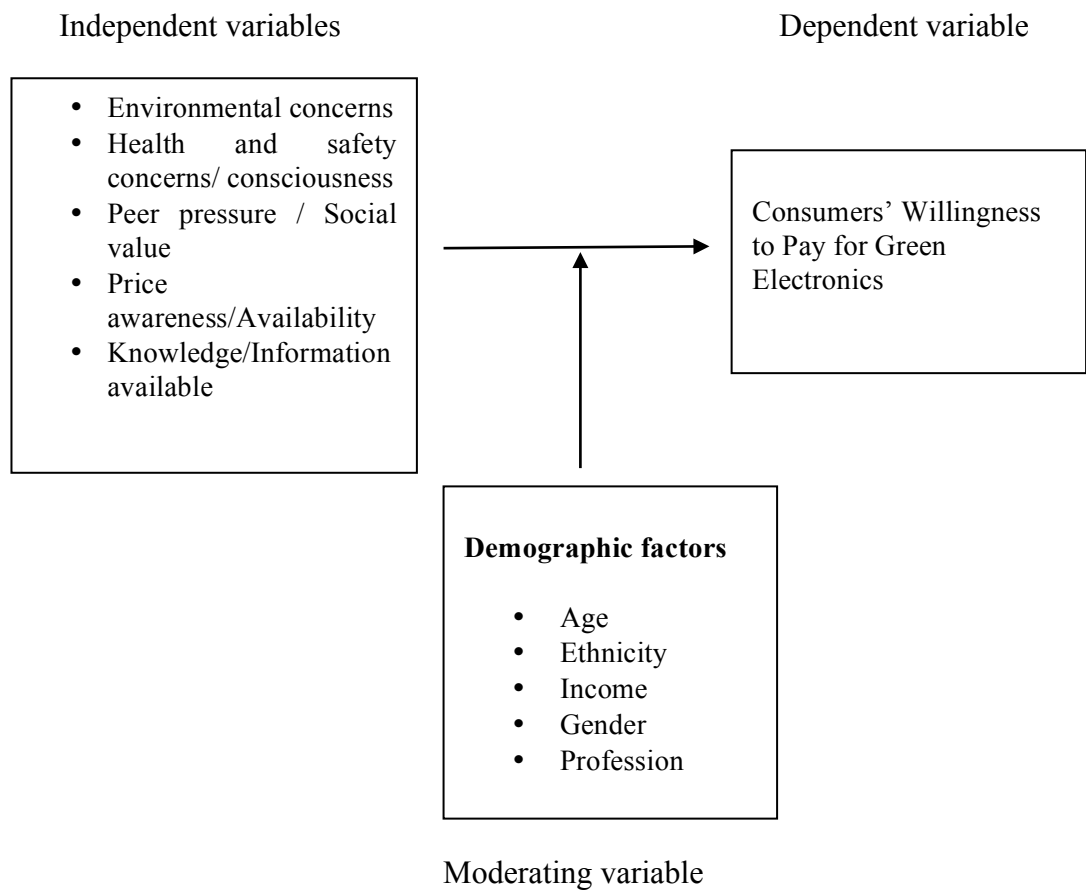 Independent variables
Dependent variable
• Environmental concerns
• Health and safety
concerns/ consciousness
• Peer pressure / Social
value
• Price
awareness/Availability
• Knowledge/Information
available
Consumers’ Willingness
to Pay for Green
Electronics
Demographic factors
• Age
• Ethnicity
• Income
• Gender
• Profession
Moderating variable